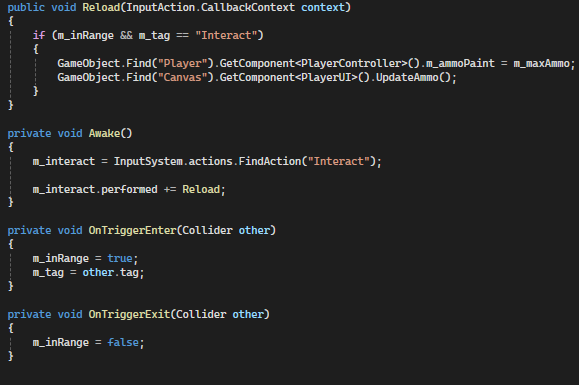 public void Reload(InputAction.CallbackContext context)
{
if (m_inRange && m_tag == "Interact")
{
GameObject.Find("Player").GetComponent<PlayerController>().m_ammoPaint = m_maxAmmo;
GameObject.Find("Canvas").GetComponent<PlayerUI>().UpdateAmmo();
}
}
private void Awake()
{
m_interact = InputSystem.actions.FindAction("Interact");
m_interact.performed += Reload;
}
private void OnTriggerEnter(Collider other)
{
m_inRange = true;
m_tag = other.tag;
}
private void OnTriggerExit(Collider other)
{
m_inRange = false;
}